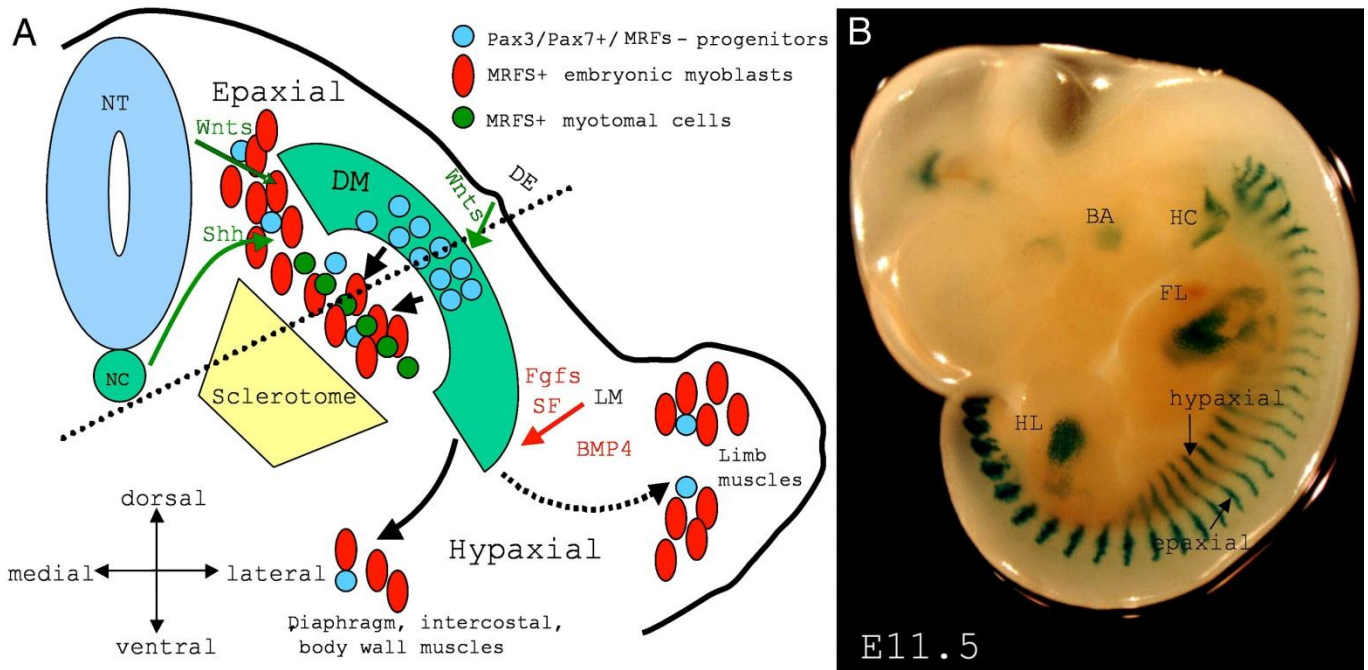 A
NT
Epaxial
Wnts
DM
Wnts
DE
Shh
NC
Sclerotome
Pax3/Pax7+/MRFs- progenitors
MRFS+ embryonic myoblasts
MRFS+ myotomal cells
Fgfs
SF
LM
BMP4
Limb
muscles
Hypaxial
dorsal
medial
lateral
ventral
Diaphragm, intercostal,
body wall muscles
B
BA
HC
FL
hypaxial
HL
epaxial
E11.5